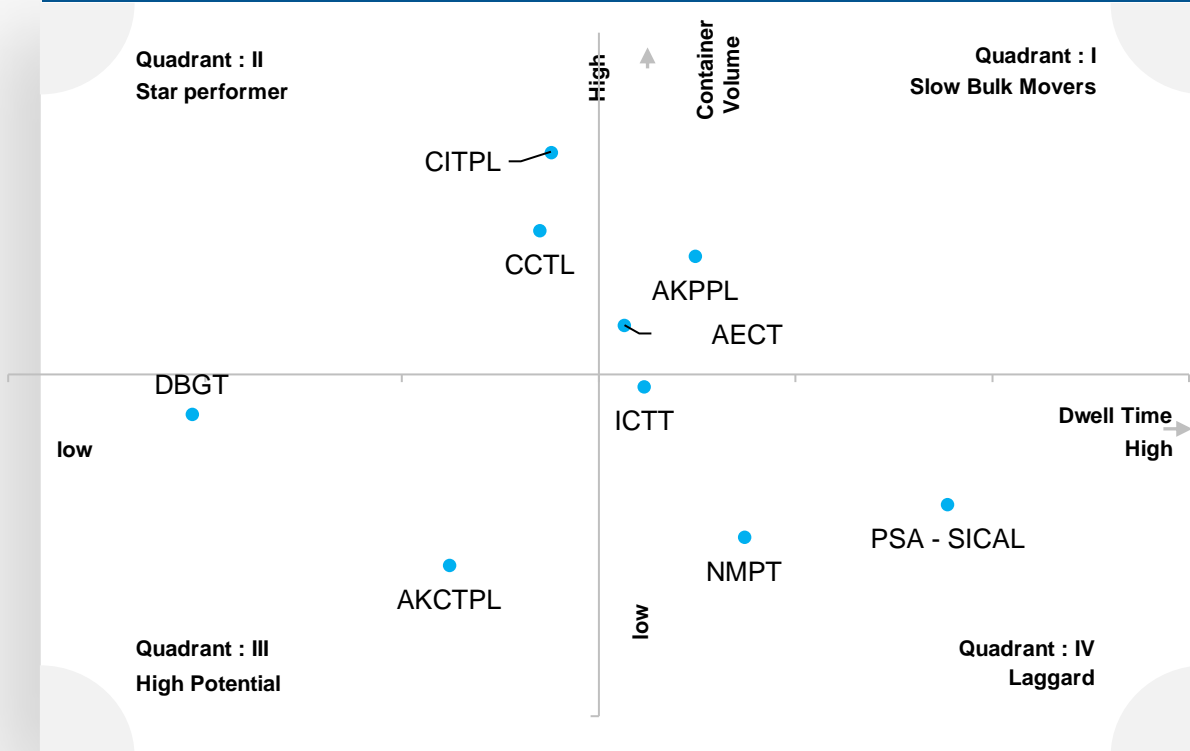 Quadrant : II
Star performer
High
Container
Volume
Quadrant : I
Slow Bulk Movers
CITPL
CCTL
AKPPL
AECT
DBGT
ICTT
low
Dwell Time
High
PSA - SICAL
NMPT
AKCTPL
low
Quadrant : III
High Potential
Quadrant : IV
Laggard